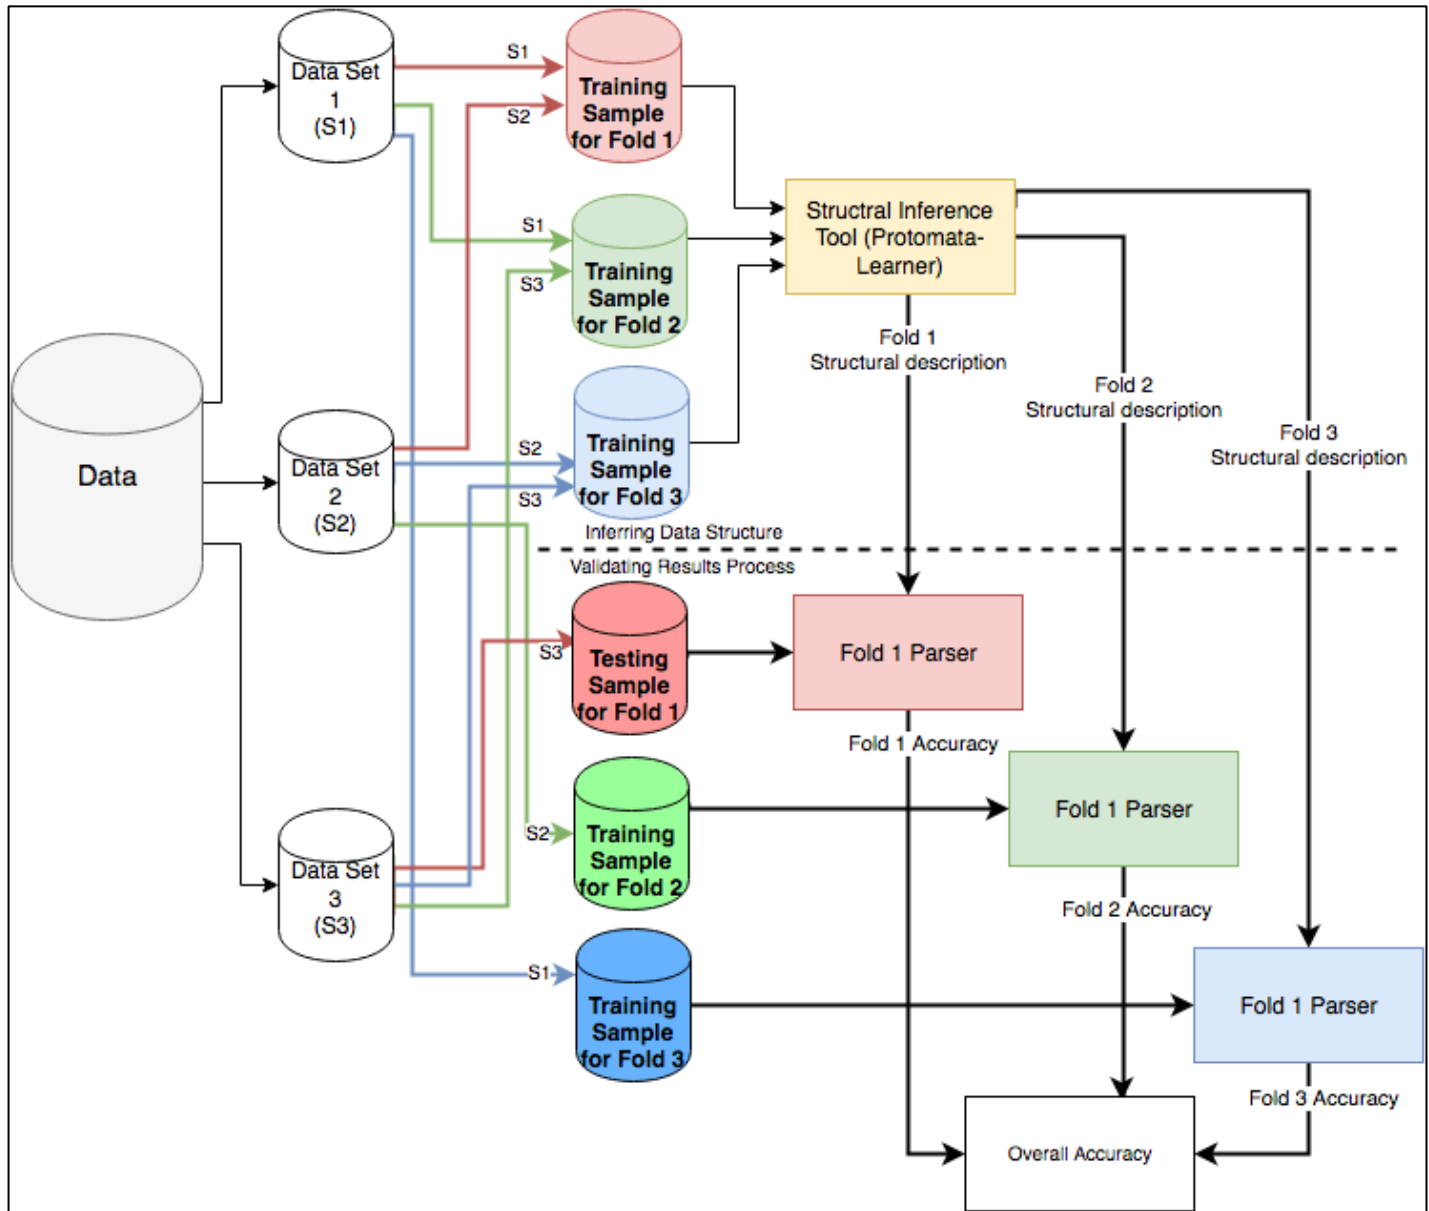 Data
Data Set
1
(S1)
Data Set
2
(S2)
Data Set
3
(S3)
S1
S2
Training
Sample
for Fold 1
S1
S3
Training
Sample
for Fold 2
S2
S3
Training
Sample
for Fold 3
Structral Inference
Tool (Protomata-
Learner)
Fold 1
Structural description
Fold 2
Structural description
Fold 3
Structural description
Inferring Data Structure
Validating Results Process
S3
Testing
Sample
for Fold 1
Fold 1 Parser
Fold 1 Accuracy
S2
Training
Sample
for Fold 2
Fold 1 Parser
Fold 2 Accuracy
S1
Training
Sample
for Fold 3
Fold 1 Parser
Fold 3 Accuracy
Overall Accuracy